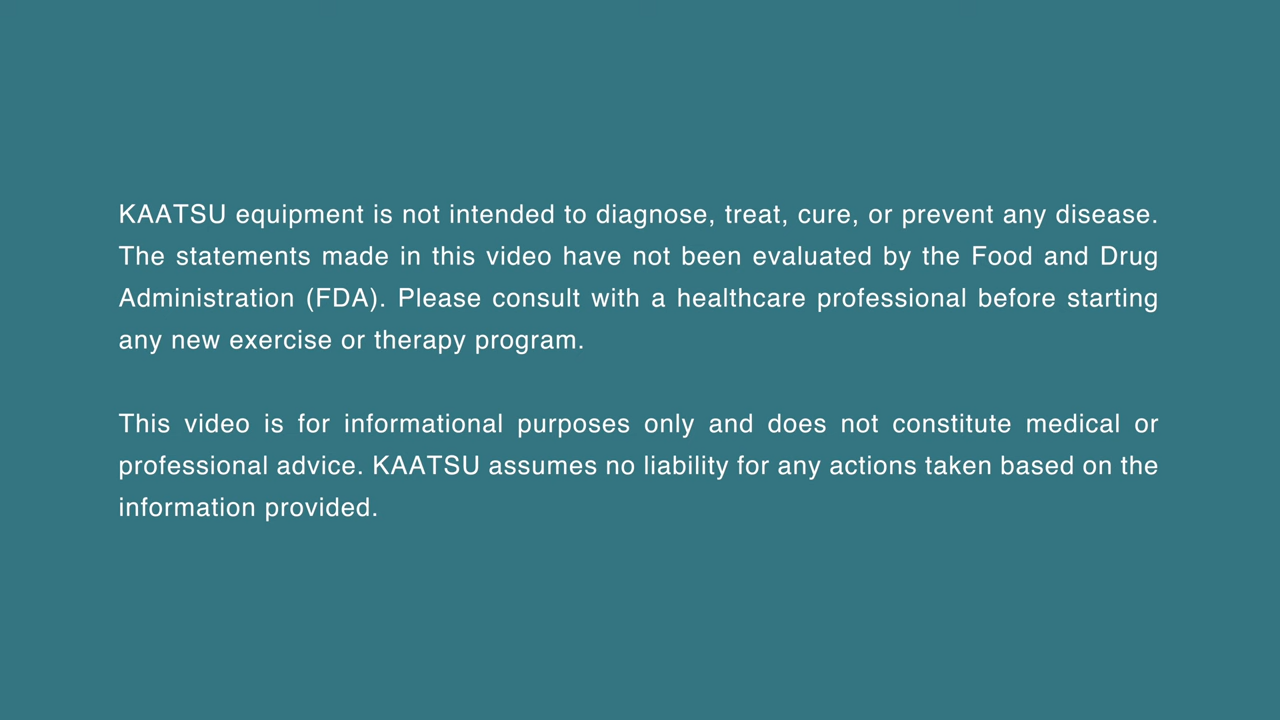 KAATSU equipment is not intended to diagnose, treat, cure, or prevent any disease.
The statements made in this video have not been evaluated by the Food and Drug
Administration (FDA). Please consult with a healthcare professional before starting
any new exercise or therapy program.
This video is for informational purposes only and does not constitute medical or
professional advice. KAATSU assumes no liability for any actions taken based on the
information provided.